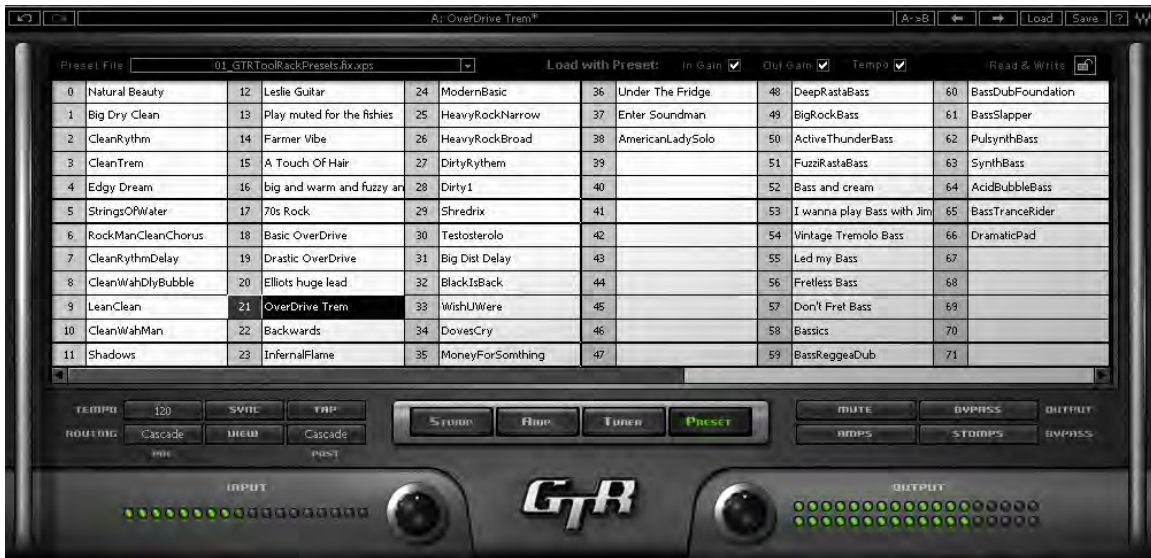 A: OverDrive Trem* A->B Load Save ?
Preset File 01_GTRToolRackPresets.fix.xps Load with Preset: In Gain Out Gain Tempo Read & Write
0 Natural Beauty 12 Leslie Guitar 24 ModernBasic 36 Under The Fridge 48 DeepRastaBass 60 BassDubFoundation
1 Big Dry Clean 13 Play muted for the fishies 25 HeavyRockNarrow 37 Enter Soundman 49 BigRockBass 61 BassSlapper
2 CleanRythm 14 Farmer Vibe 26 HeavyRockBroad 38 AmericanLadySolo 50 ActiveThunderBass 62 PulsynthBass
3 CleanTrem 15 A Touch Of Hair 27 DirtyRythem 39 51 FuzziRastaBass 63 SynthBass
4 Edgy Dream 16 big and warm and fuzzy an 28 Dirty1 40 52 Bass and cream 64 AcidBubbleBass
5 StringsOfWater 17 70s Rock 29 Shredrix 41 53 I wanna play Bass with Jim 65 BassTranceRider
6 RockManCleanChorus 18 Basic OverDrive 30 Testosterolo 42 54 Vintage Tremolo Bass 66 DramaticPad
7 CleanRythmDelay 19 Drastic OverDrive 31 Big Dist Delay 43 55 Led my Bass 67
8 CleanWahDlyBubble 20 Elliots huge lead 32 BlackIsBack 44 56 Fretless Bass 68
9 LeanClean 21 OverDrive Trem 33 WishUWere 45 57 Don't Fret Bass 69
10 CleanWahMan 22 Backwards 34 DovesCry 46 58 Bassics 70
11 Shadows 23 InfernalFlame 35 MoneyForSomthing 47 59 BassReggeaDub 71
TEMPO 120 SYNC TAP Stomp Amp Tuner Preset MUTE BYPASS OUTPUT
ROUTING Cascade VIEW Cascade AMPS STOMPS BYPASS
PRE POST
INPUT GTR OUTPUT